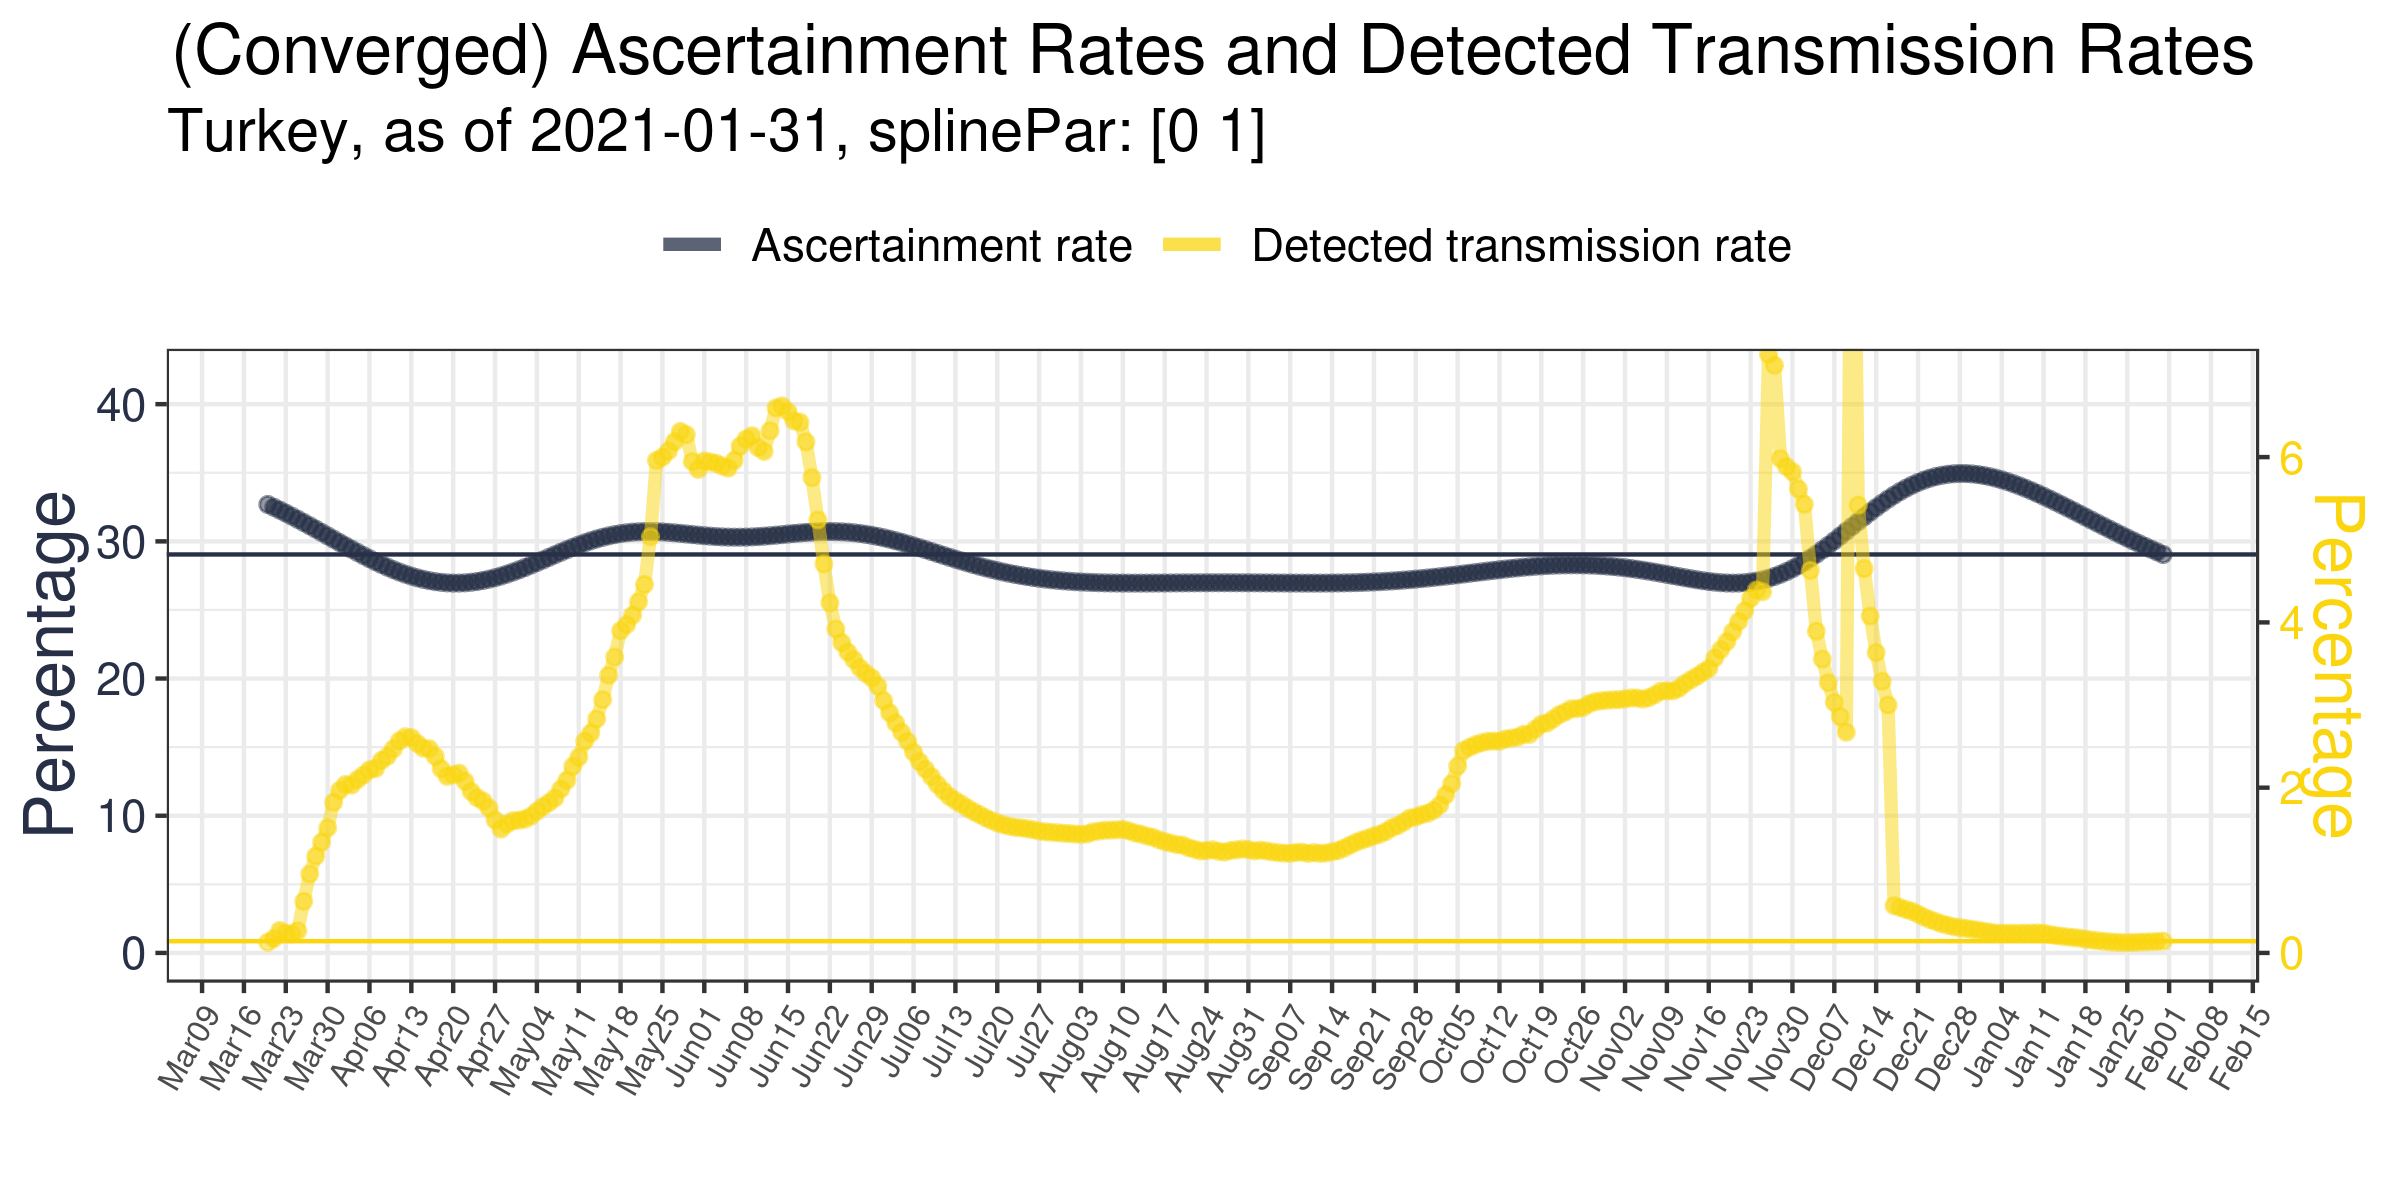 (Converged) Ascertainment Rates and Detected Transmission Rates
Turkey, as of 2021-01-31, splinePar: [0 1]
Ascertainment rate Detected transmission rate
Percentage
40
30
20
10
0
6
4
2
0
Percentage
Mar09 Mar16 Mar23 Mar30 Apr06 Apr13 Apr20 Apr27 May04 May11 May18 May25 Jun01 Jun08 Jun15 Jun22 Jun29 Jul06 Jul13 Jul20 Jul27 Aug03 Aug10 Aug17 Aug24 Aug31 Sep07 Sep14 Sep21 Sep28 Oct05 Oct12 Oct19 Oct26 Nov02 Nov09 Nov16 Nov23 Nov30 Dec07 Dec14 Dec21 Dec28 Jan04 Jan11 Jan18 Jan25 Feb01 Feb08 Feb15